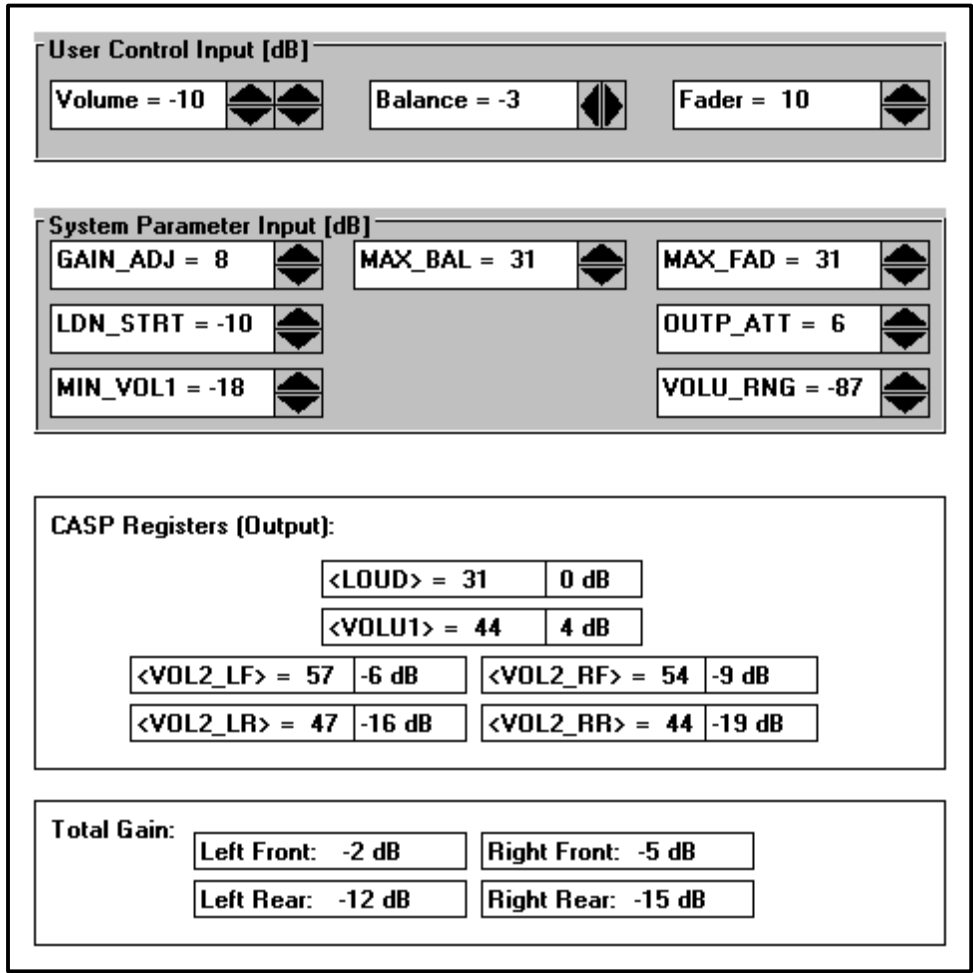 User Control Input [dB]
Volume = -10 Balance = -3 Fader = 10
System Parameter Input [dB]
GAIN_ADJ = 8 MAX_BAL = 31 MAX_FAD = 31
LDN_STRT = -10 OUTP_ATT = 6
MIN_VOL1 = -18 VOLU_RNG = -87
CASP Registers (Output):
<LOUD> = 31 0 dB
<VOLU1> = 44 4 dB
<VOL2_LF> = 57 -6 dB <VOL2_RF> = 54 -9 dB
<VOL2_LR> = 47 -16 dB <VOL2_RR> = 44 -19 dB
Total Gain:
Left Front: -2 dB Right Front: -5 dB
Left Rear: -12 dB Right Rear: -15 dB